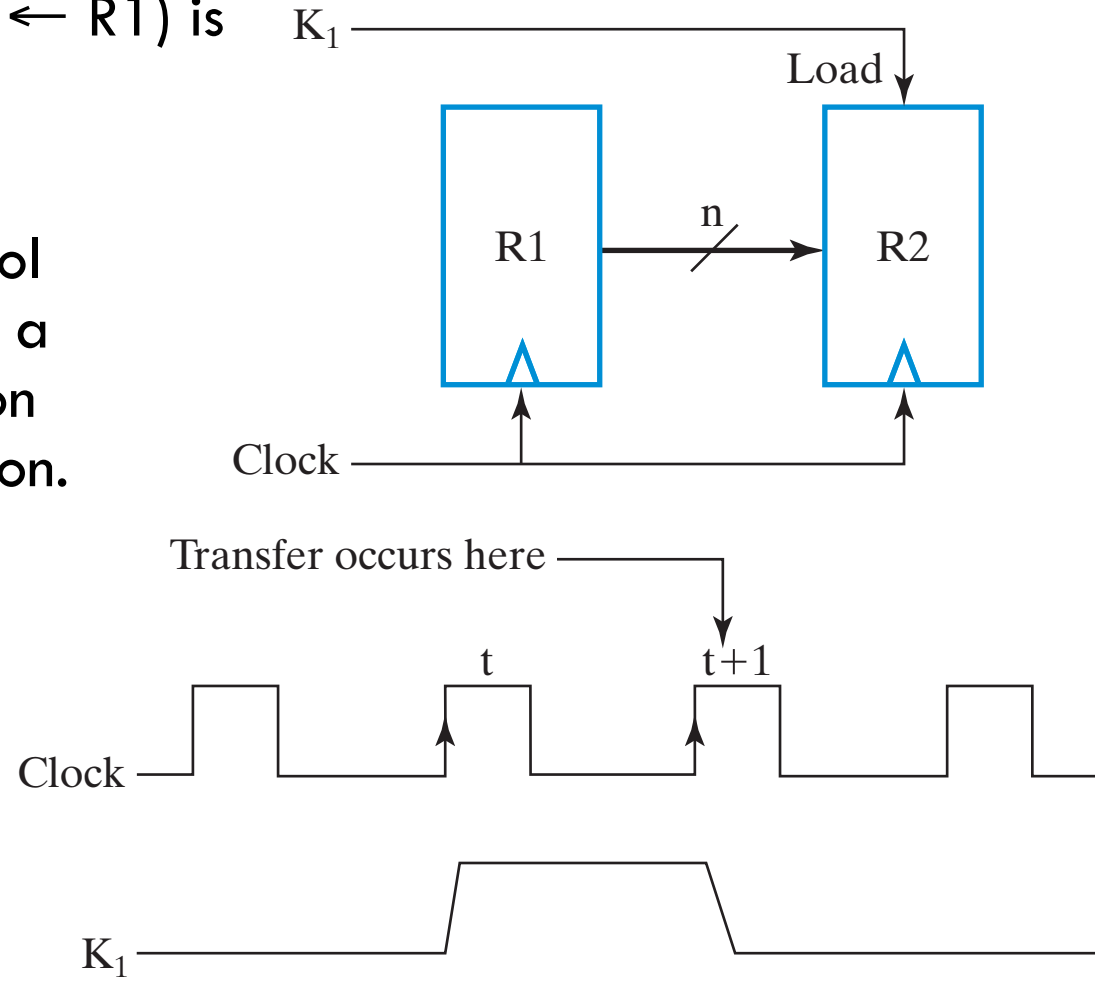 ← R1) is
K₁
Load
n
R1
R2
ol
a
on
Clock
on.
Transfer occurs here
t
t+1
Clock
K₁